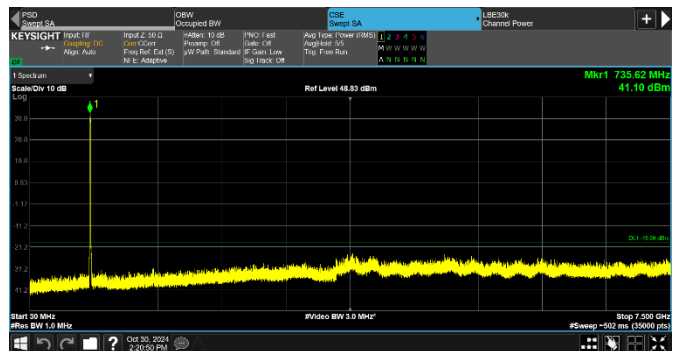 PSD
Swept SA
OBW
Occupied BW
CSE
Swept SA
LBE30k
Channel Power
KEYSIGHT
Input: RF
Coupling: DC
Align: Auto
Input Z: 50 Ω
Corr CCorr
Freq Ref: Ext (S)
NFE: Adaptive
#Atten: 10 dB
Preamp: Off
µW Path: Standard
PNO: Fast
Gate: Off
IF Gain: Low
Sig Track: Off
Avg Type: Power (RMS)
Avg|Hold: 5/5
Trig: Free Run
1 2 3 4 5 6
M W W W W W
A N N N N N
1 Spectrum
Scale/Div 10 dB
Log
Ref Level 48.83 dBm
Mkr1 735.62 MHz
41.10 dBm
1
38.8
28.8
18.8
8.83
-1.17
-11.2
-21.2
-31.2
-41.2
Start 30 MHz
#Res BW 1.0 MHz
#Video BW 3.0 MHz*
Stop 7.500 GHz
#Sweep ~502 ms (35000 pts)
?
Oct 30, 2024
2:20:50 PM